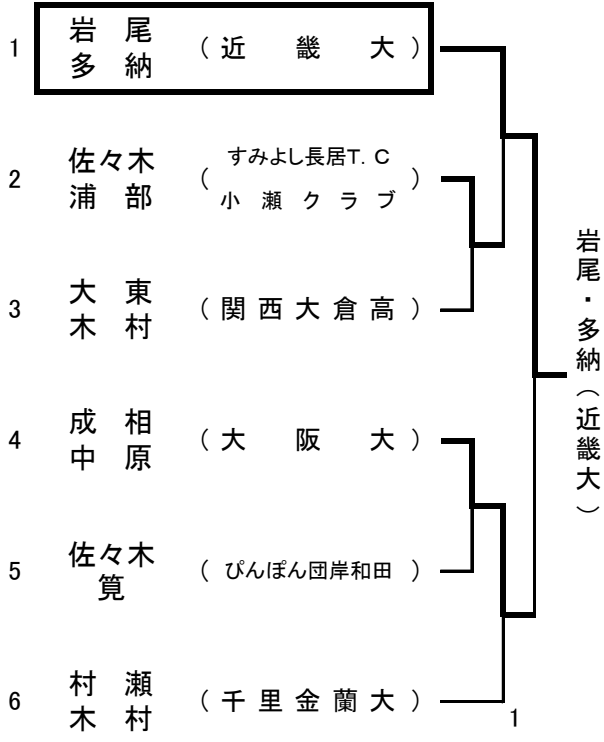 1 岩尾 多納 (近畿大)
2 佐々木 浦部 (すみよし長居T.C 小瀬クラブ)
3 大東 木村 (関西大倉高)
4 成相 中原 (大阪大)
5 佐々木 筧 (ぴんぽん団岸和田)
6 村瀬 木村 (千里金蘭大)
1
岩尾・多納(近畿大)